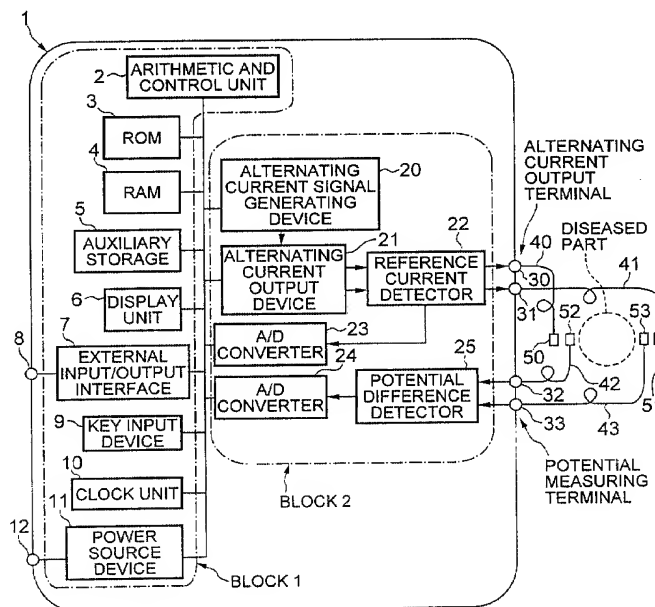 1
2
ARITHMETIC AND
CONTROL UNIT
3
ROM
4
RAM
5
AUXILIARY
STORAGE
6
DISPLAY
UNIT
7
8
EXTERNAL
INPUT/OUTPUT
INTERFACE
9
KEY INPUT
DEVICE
10
CLOCK UNIT
11
12
POWER
SOURCE
DEVICE
BLOCK 1
ALTERNATING
CURRENT SIGNAL
GENERATING
DEVICE
20
21
ALTERNATING
CURRENT
OUTPUT
DEVICE
22
REFERENCE
CURRENT
DETECTOR
23
A/D
CONVERTER
24
A/D
CONVERTER
25
POTENTIAL
DIFFERENCE
DETECTOR
BLOCK 2
ALTERNATING
CURRENT
OUTPUT
TERMINAL
DISEASED
PART
40
30
41
31
52
53
50
5
32
42
33
43
POTENTIAL
MEASURING
TERMINAL